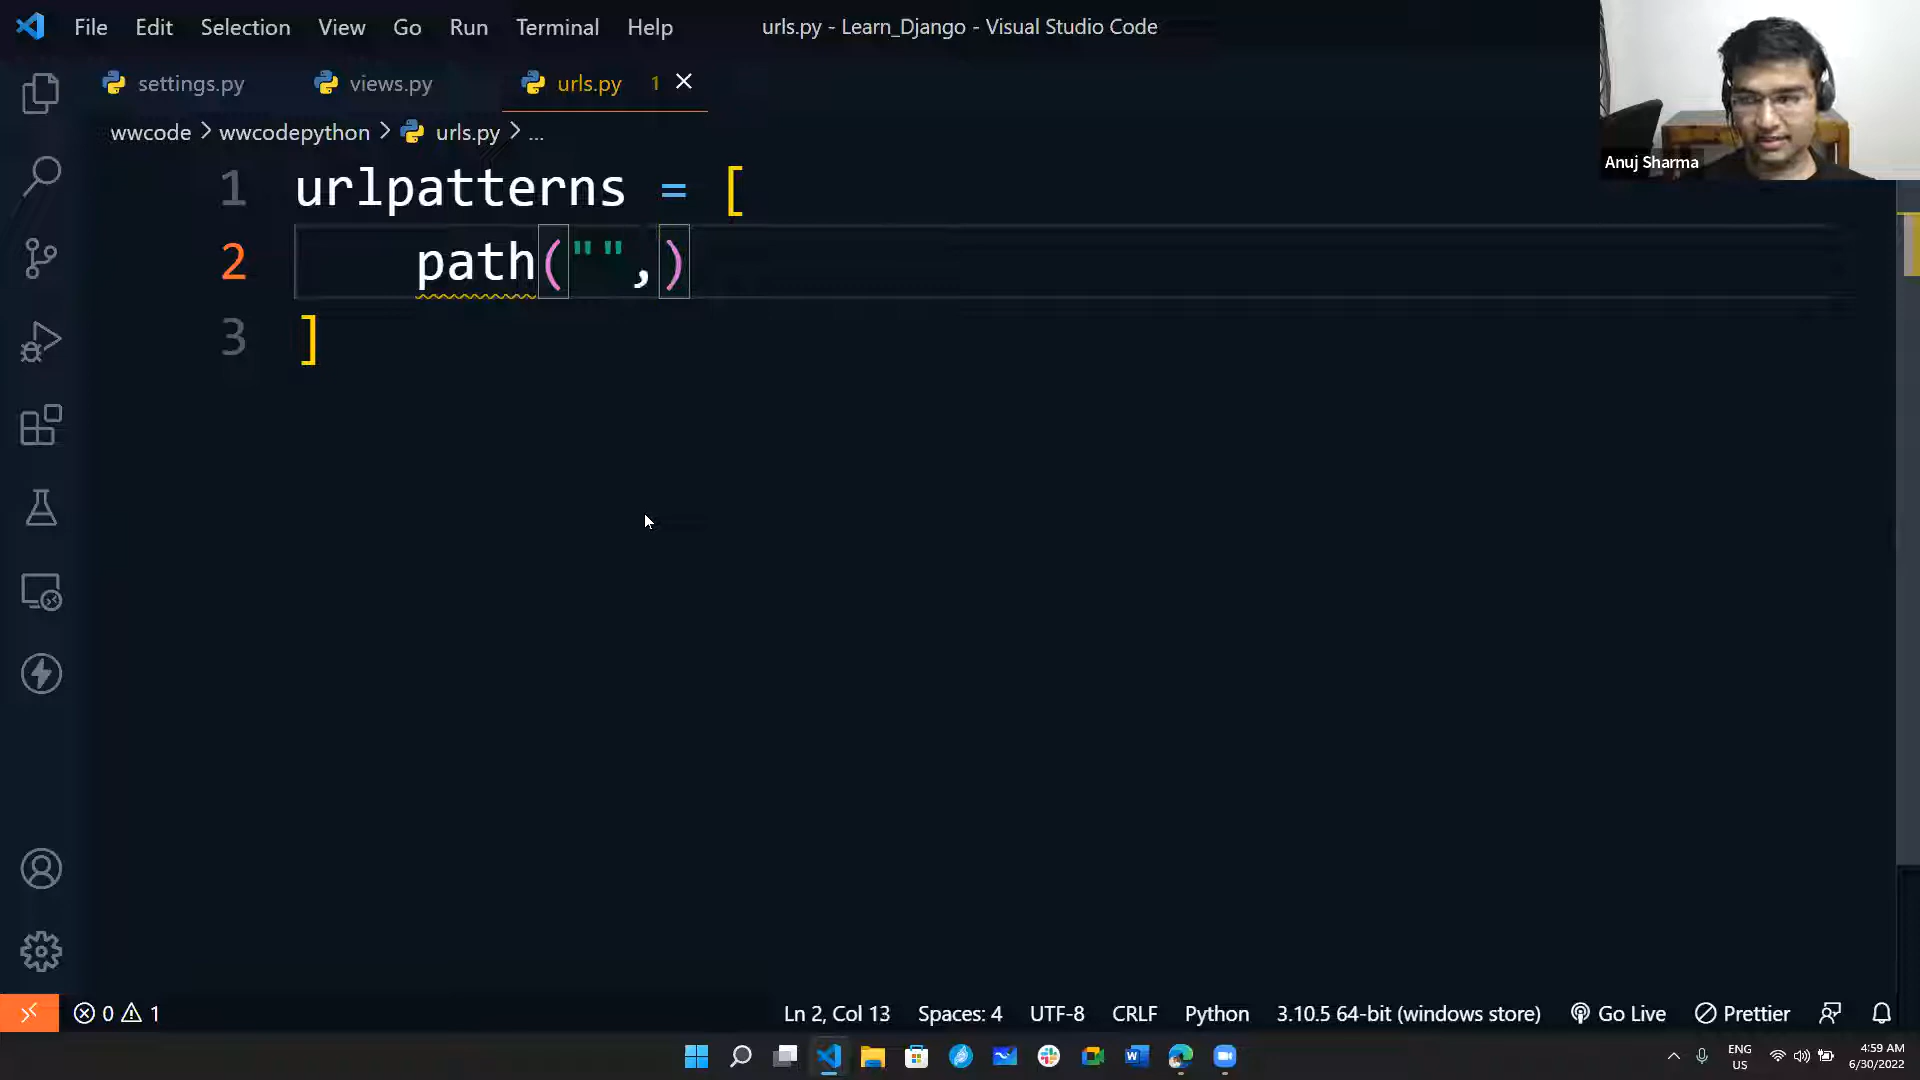 File Edit Selection View Go Run Terminal Help
urls.py - Learn_Django - Visual Studio Code
settings.py views.py urls.py 1
wwcode > wwcodepython > urls.py > ...
Anuj Sharma
1 urlpatterns = [
2 path("",)
3 ]
0 1 Ln 2, Col 13 Spaces: 4 UTF-8 CRLF Python 3.10.5 64-bit (windows store) Go Live Prettier
ENG
US
4:59 AM
6/30/2022